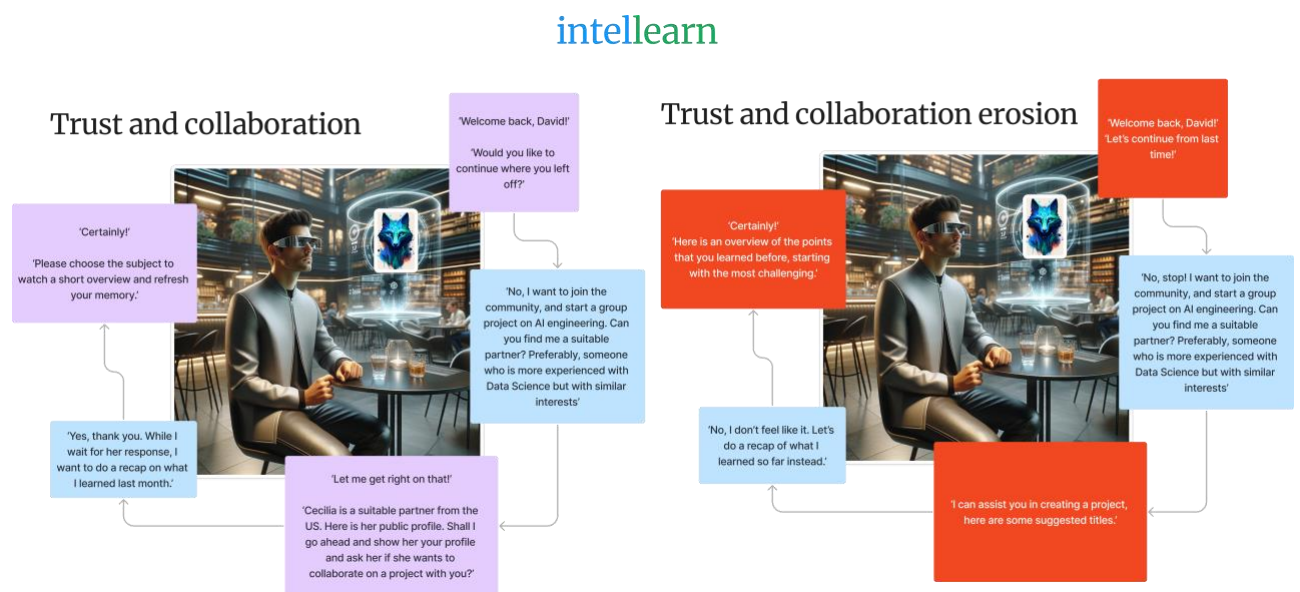 intellearn
Trust and collaboration
'Welcome back, David!'
'Would you like to
continue where you left
off?'
'No, I want to join the
community, and start a group
project on AI engineering. Can
you find me a suitable
partner? Preferably, someone
who is more experienced with
Data Science but with similar
interests'
'Let me get right on that!'
'Cecilia is a suitable partner from the
US. Here is her public profile. Shall I
go ahead and show her your profile
and ask her if she wants to
collaborate on a project with you?'
'Yes, thank you. While I
wait for her response, I
want to do a recap on what
I learned last month.'
'Certainly!'
'Please choose the subject to
watch a short overview and refresh
your memory.'
Trust and collaboration erosion
'Welcome back, David!'
'Let's continue from last
time!'
'No, stop! I want to join the
community, and start a group
project on AI engineering. Can
you find me a suitable
partner? Preferably, someone
who is more experienced with
Data Science but with similar
interests'
'I can assist you in creating a project,
here are some suggested titles.'
'No, I don't feel like it. Let's
do a recap of what I
learned so far instead.'
'Certainly!'
'Here is an overview of the points
that you learned before, starting
with the most challenging.'